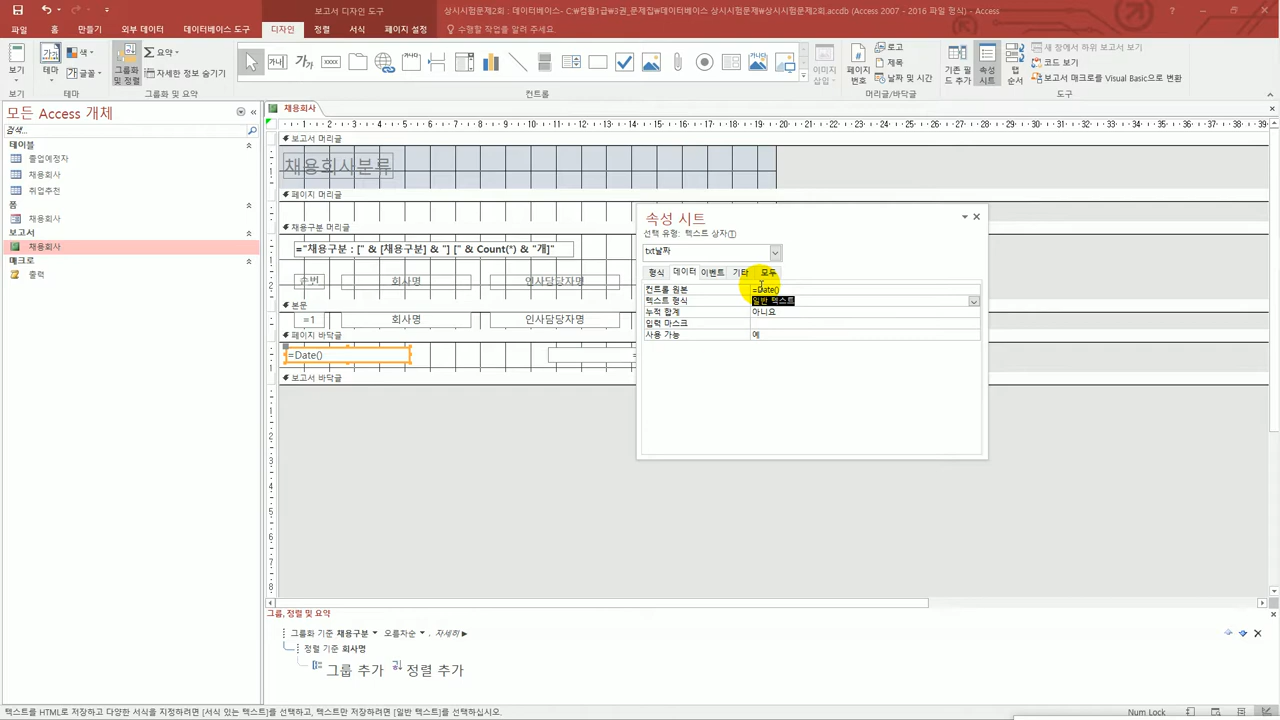 보고서 디자인 도구
상시시험문제2회 : 데이터베이스- C:₩컴활1급₩3권_문제집₩데이터베이스 상시시험문제₩상시시험문제2회.accdb (Access 2007 - 2016 파일 형식) - Access
파일 홈 만들기 외부 데이터 데이터베이스 도구 디자인 정렬 서식 페이지 설정 수행할 작업을 알려 주세요.
보기
테마
색
글꼴
그룹화 및 정렬
요약
자세한 정보 숨기기
이미지 삽입
페이지 번호
로고
제목
날짜 및 시간
기존 필드 추가
속성 시트
탭 순서
새 창에서 하위 보고서 보기
코드 보기
보고서 매크로를 Visual Basic으로 변환
보기 테마 그룹화 및 요약 컨트롤 머리글/바닥글 도구
모든 Access 개체
검색...
테이블
졸업예정자
채용회사
취업추천
폼
채용회사
보고서
채용회사
매크로
출력
채용회사
보고서 머리글
채용회사분류
페이지 머리글
채용구분 머리글
="채용구분 : [" & [채용구분] & "] [" & Count(*) & "개]"
순번 회사명 인사담당자명
본문
=1 회사명 인사담당자명
페이지 바닥글
=Date() =
보고서 바닥글
속성 시트
선택 유형: 텍스트 상자(T)
txt날짜
형식 데이터 이벤트 기타 모두
컨트롤 원본 =Date()
텍스트 형식 일반 텍스트
누적 합계 아니요
입력 마스크
사용 가능 예
그룹, 정렬 및 요약
그룹화 기준 채용구분 오름차순 , 자세히
정렬 기준 회사명
그룹 추가 정렬 추가
텍스트를 HTML로 저장하고 다양한 서식을 지정하려면 [서식 있는 텍스트]를 선택하고, 텍스트만 저장하려면 [일반 텍스트]를 선택하십시오.
Num Lock